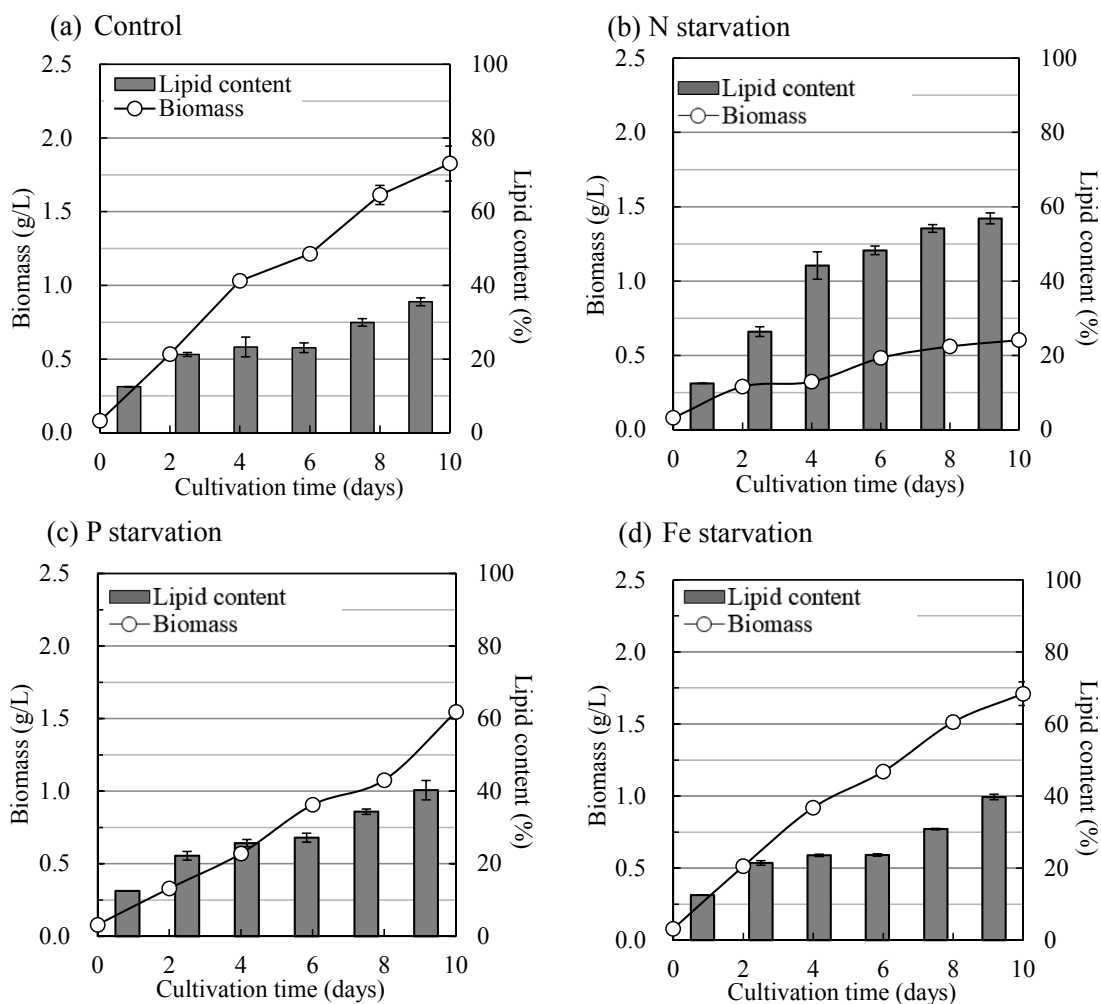 (a) Control
2.5
2.0
1.5
1.0
0.5
0.0
Biomass (g/L)
Lipid content
Biomass
100
80
60
40
20
0
Lipid content (%)
0 2 4 6 8 10
Cultivation time (days)
(b) N starvation
2.5
2.0
1.5
1.0
0.5
0.0
Biomass (g/L)
Lipid content
Biomass
100
80
60
40
20
0
Lipid content (%)
0 2 4 6 8 10
Cultivation time (days)
(c) P starvation
2.5
2.0
1.5
1.0
0.5
0.0
Biomass (g/L)
Lipid content
Biomass
100
80
60
40
20
0
Lipid content (%)
0 2 4 6 8 10
Cultivation time (days)
(d) Fe starvation
2.5
2.0
1.5
1.0
0.5
0.0
Biomass (g/L)
Lipid content
Biomass
100
80
60
40
20
0
Lipid content (%)
0 2 4 6 8 10
Cultivation time (days)